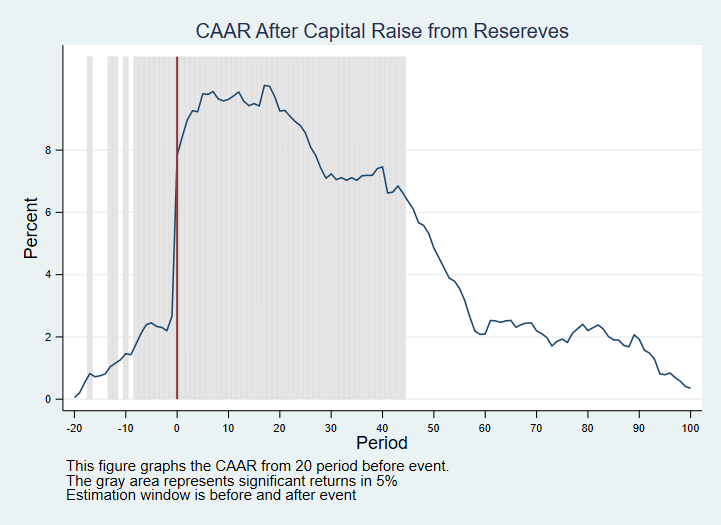 CAAR After Capital Raise from Resereves
Percent
8
6
4
2
0
-20 -10 0 10 20 30 40 50 60 70 80 90 100
Period
This figure graphs the CAAR from 20 period before event.
The gray area represents significant returns in 5%
Estimation window is before and after event